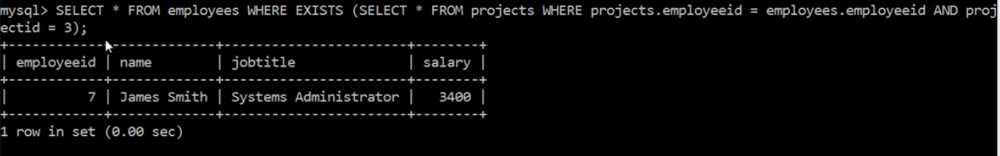 mysql> SELECT * FROM employees WHERE EXISTS (SELECT * FROM projects WHERE projects.employeeid = employees.employeeid AND proj
ectid = 3);
+------------+-------------+-----------------------+--------+
| employeeid | name        | jobtitle              | salary |
+------------+-------------+-----------------------+--------+
|          7 | James Smith | Systems Administrator |   3400 |
+------------+-------------+-----------------------+--------+
1 row in set (0.00 sec)